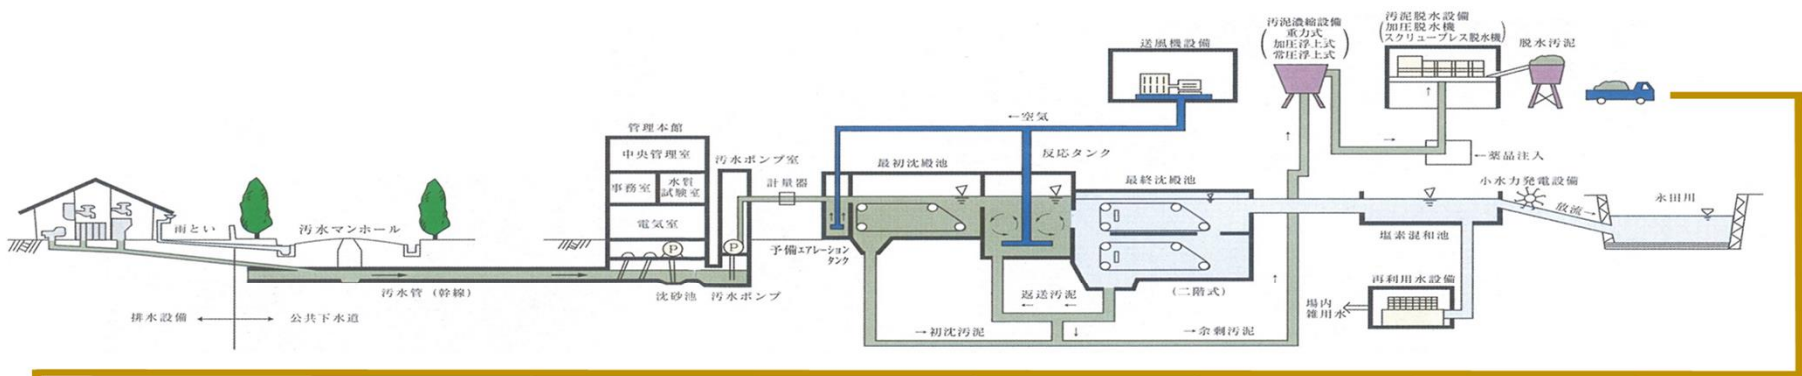 汚泥濃縮設備
(重力式
加圧浮上式
常圧浮上式)
汚泥脱水設備
(加圧脱水機
スクリュープレス脱水機)
脱水汚泥
送風機設備
←空気
管理本館
中央管理室
事務室
水質
試験室
電気室
汚水ポンプ室
計量器
最初沈殿池
反応タンク
最終沈殿池
←薬品注入
小水力発電設備
放流→
永田川
雨とい
汚水マンホール
P
P
予備エアレーション
タンク
塩素混和池
汚水管(幹線)
沈砂池
汚水ポンプ
返送汚泥
(二階式)
再利用水設備
場内
雑用水
排水設備
公共下水道
→初沈汚泥
→余剰汚泥